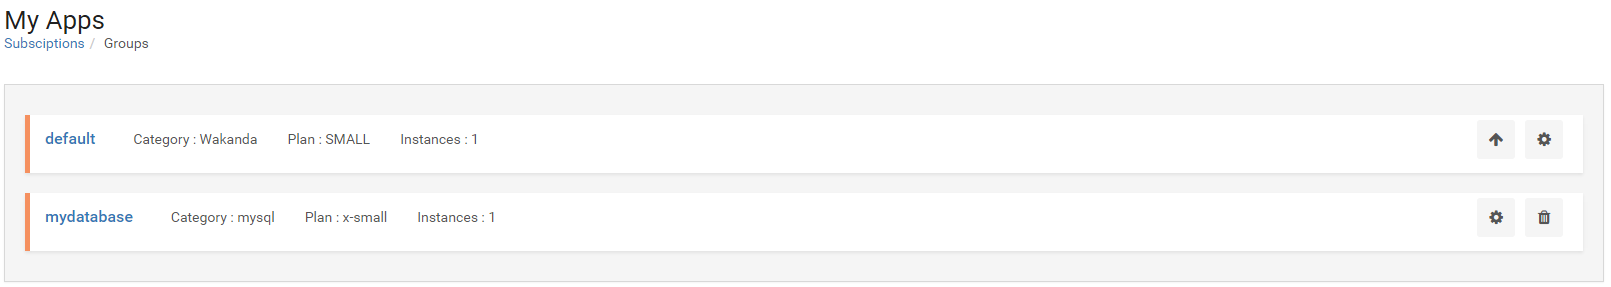 My Apps
Subsciptions / Groups
default Category : Wakanda Plan : SMALL Instances : 1
mydatabase Category : mysql Plan : x-small Instances : 1